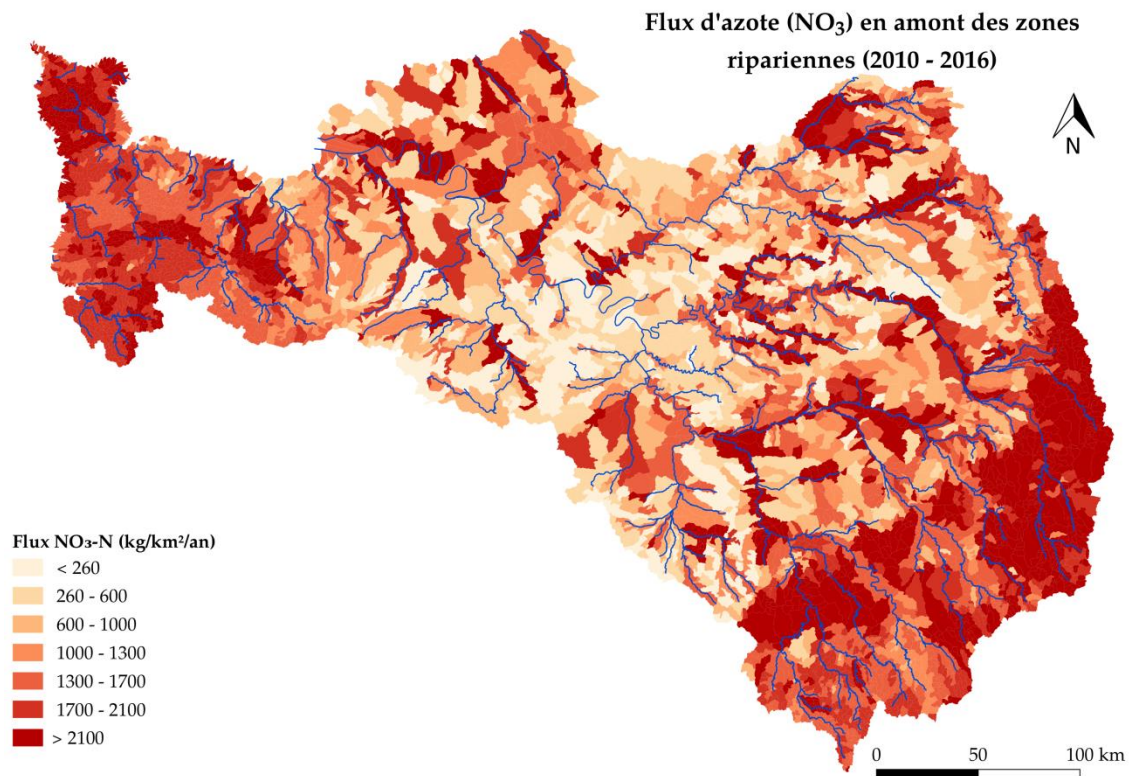 Flux d'azote (NO₃) en amont des zones
ripariennes (2010 - 2016)
N
Flux NO₃-N (kg/km²/an)
< 260
260 - 600
600 - 1000
1000 - 1300
1300 - 1700
1700 - 2100
> 2100
0 50 100 km